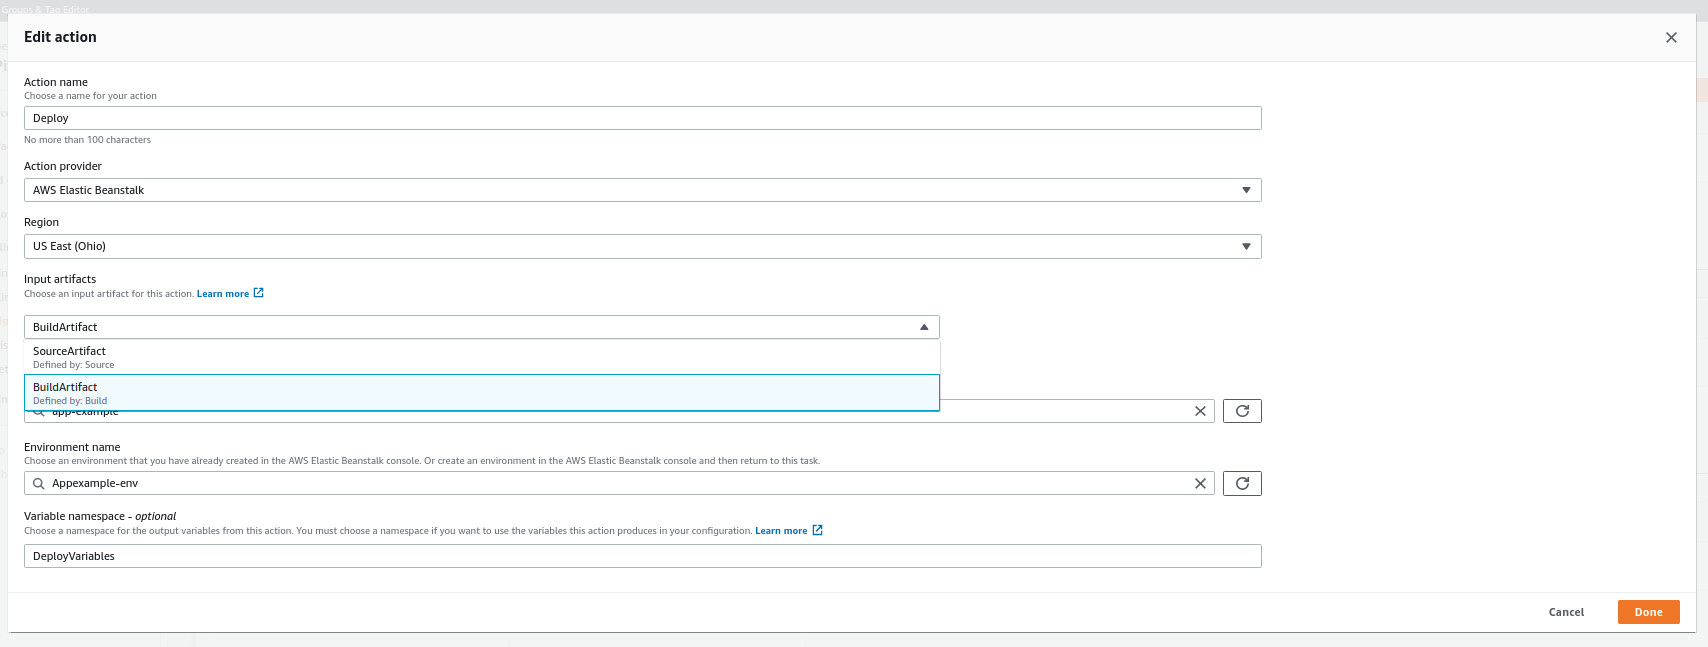 Groups & Tag Editor
Edit action
Action name
Choose a name for your action
Deploy
No more than 100 characters
Action provider
AWS Elastic Beanstalk
Region
US East (Ohio)
Input artifacts
Choose an input artifact for this action. Learn more
BuildArtifact
SourceArtifact
Defined by: Source
BuildArtifact
Defined by: Build
app-example
Environment name
Choose an environment that you have already created in the AWS Elastic Beanstalk console. Or create an environment in the AWS Elastic Beanstalk console and then return to this task.
Appexample-env
Variable namespace - optional
Choose a namespace for the output variables from this action. You must choose a namespace if you want to use the variables this action produces in your configuration. Learn more
DeployVariables
Cancel
Done